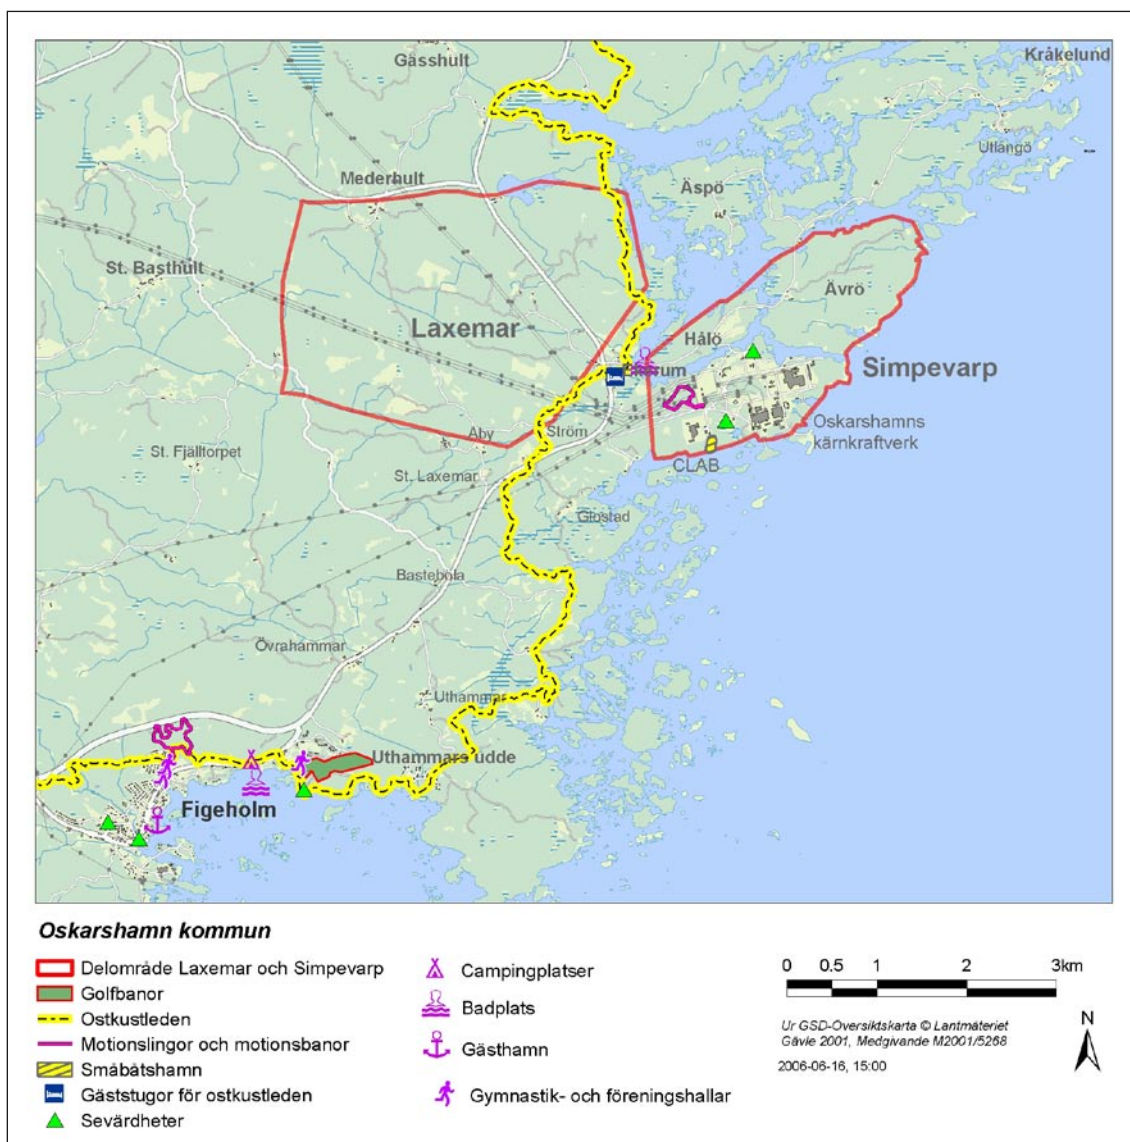 Kråkelund
Gässhult
Utlångö
Mederhult
Äspö
St. Basthult
Ävrö
Laxemar
Hålö
Simpevarp
Oskarshamns
kärnkraftverk
Åby
Ström
St. Fjälltorpet
CLAB
St. Laxemar
Glostad
Bastebola
Övrahammar
Uthammar
Uthammars udde
Figeholm
Oskarshamn kommun
Delområde Laxemar och Simpevarp
Golfbanor
Ostkustleden
Motionslingor och motionsbanor
Småbåtshamn
Gäststugor för ostkustleden
Sevärdheter
Campingplatser
Badplats
Gästhamn
Gymnastik- och föreningshallar
0 0.5 1 2 3km
Ur GSD-Översiktskarta © Lantmäteriet
Gävle 2001, Medgivande M2001/5268
2006-06-16, 15:00
N